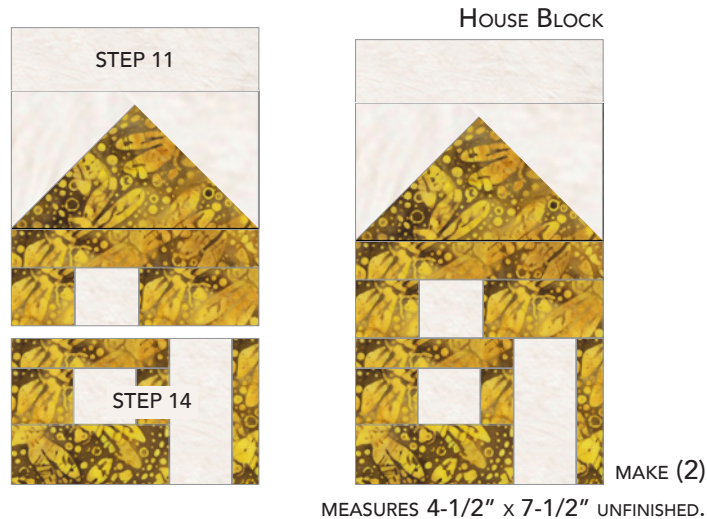 House Block
STEP 11
STEP 14
make (2)
measures 4-1/2” x 7-1/2” unfinished.